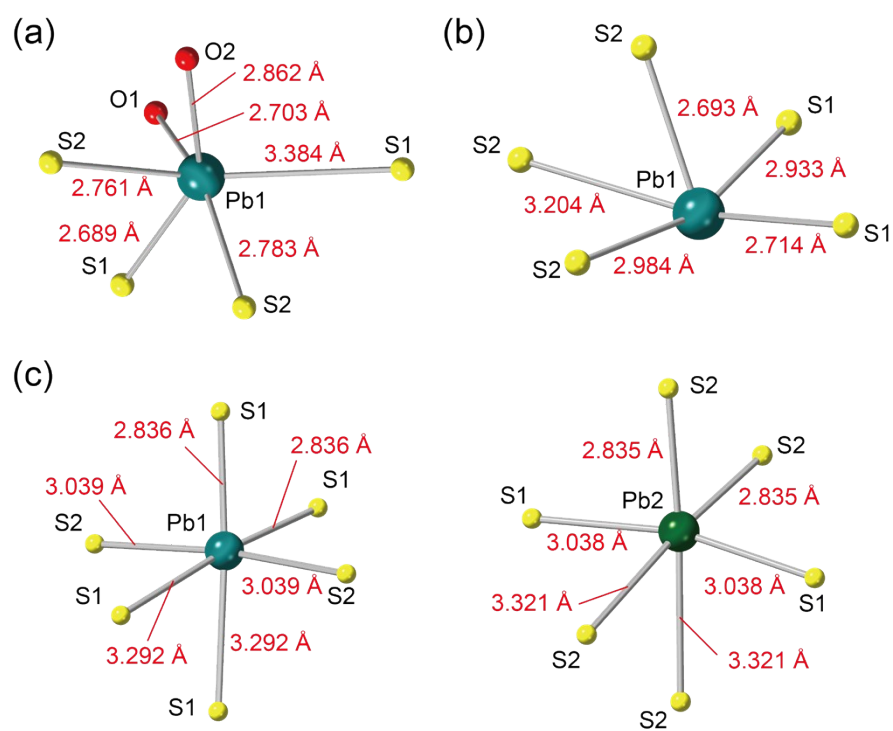 (a)
O2
2.862 Å
O1
2.703 Å
S2
3.384 Å
S1
2.761 Å
Pb1
2.689 Å
2.783 Å
S1
S2
(b)
S2
S1
2.693 Å
S2
Pb1
2.933 Å
3.204 Å
S1
2.714 Å
S2
2.984 Å
(c)
S1
2.836 Å
2.836 Å
S1
3.039 Å
Pb1
S2
3.039 Å
S2
S1
3.292 Å
3.292 Å
S1
S2
2.835 Å
S2
2.835 Å
S1
Pb2
3.038 Å
3.038 Å
S1
3.321 Å
S2
3.321 Å
S2